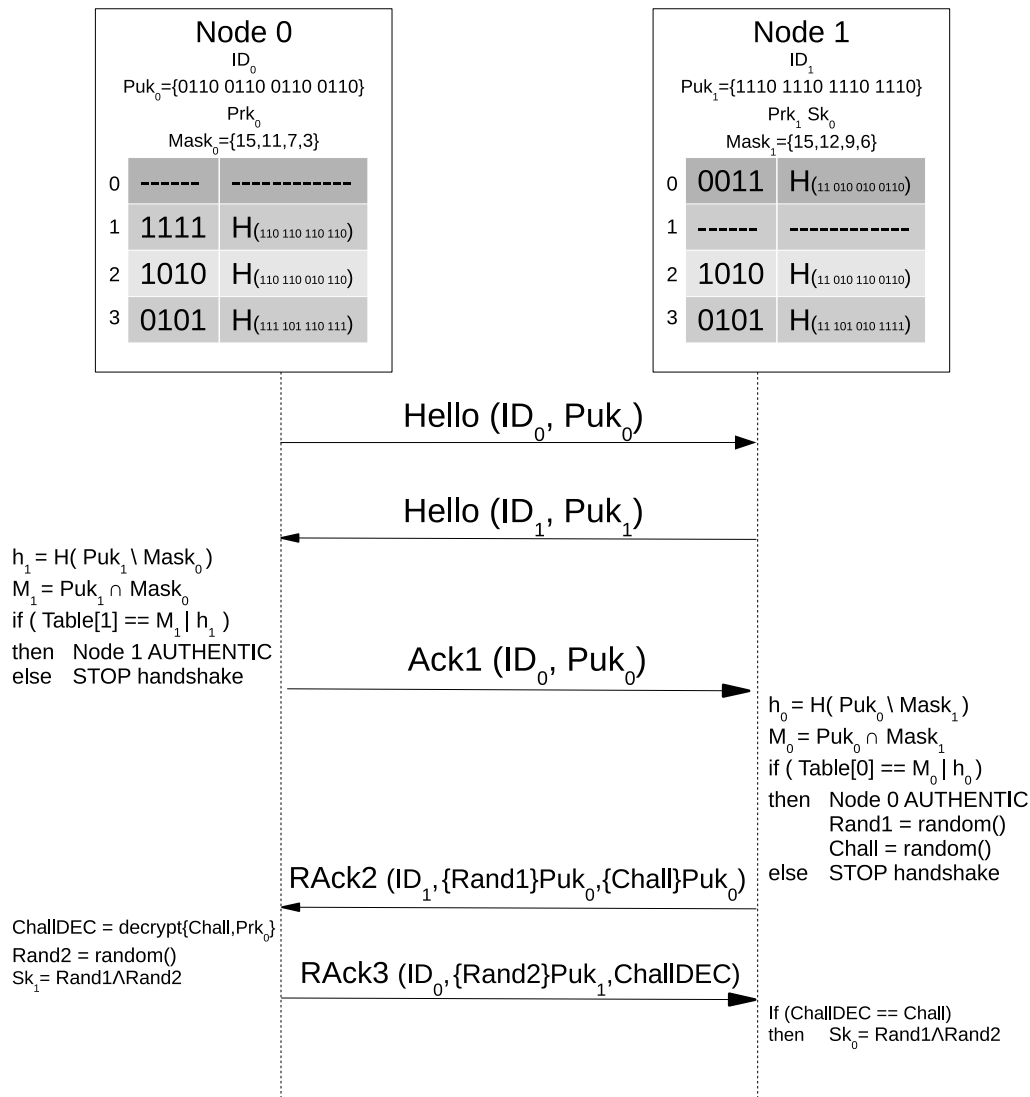 Node 0
ID₀
Puk₀={0110 0110 0110 0110}
Prk₀
Mask₀={15,11,7,3}
0 ------ ------------
1 1111 H(110 110 110 110)
2 1010 H(110 110 010 110)
3 0101 H(111 101 110 111)
Node 1
ID₁
Puk₁={1110 1110 1110 1110}
Prk₁ Sk₀
Mask₁={15,12,9,6}
0 0011 H(11 010 010 0110)
1 ------ ------------
2 1010 H(11 010 110 0110)
3 0101 H(11 101 010 1111)
Hello (ID₀, Puk₀)
Hello (ID₁, Puk₁)
h₁ = H( Puk₁ \ Mask₀ )
M₁ = Puk₁ ∩ Mask₀
if ( Table[1] == M₁ | h₁ )
then Node 1 AUTHENTIC
else STOP handshake
Ack1 (ID₀, Puk₀)
h₀ = H( Puk₀ \ Mask₁ )
M₀ = Puk₀ ∩ Mask₁
if ( Table[0] == M₀ | h₀ )
then Node 0 AUTHENTIC
Rand1 = random()
Chall = random()
else STOP handshake
RAck2 (ID₁,{Rand1}Puk₀,{Chall}Puk₀)
ChallDEC = decrypt{Chall,Prk₀}
Rand2 = random()
Sk₁= Rand1ΛRand2
RAck3 (ID₀,{Rand2}Puk₁,ChallDEC)
If (ChallDEC == Chall)
then Sk₀= Rand1ΛRand2